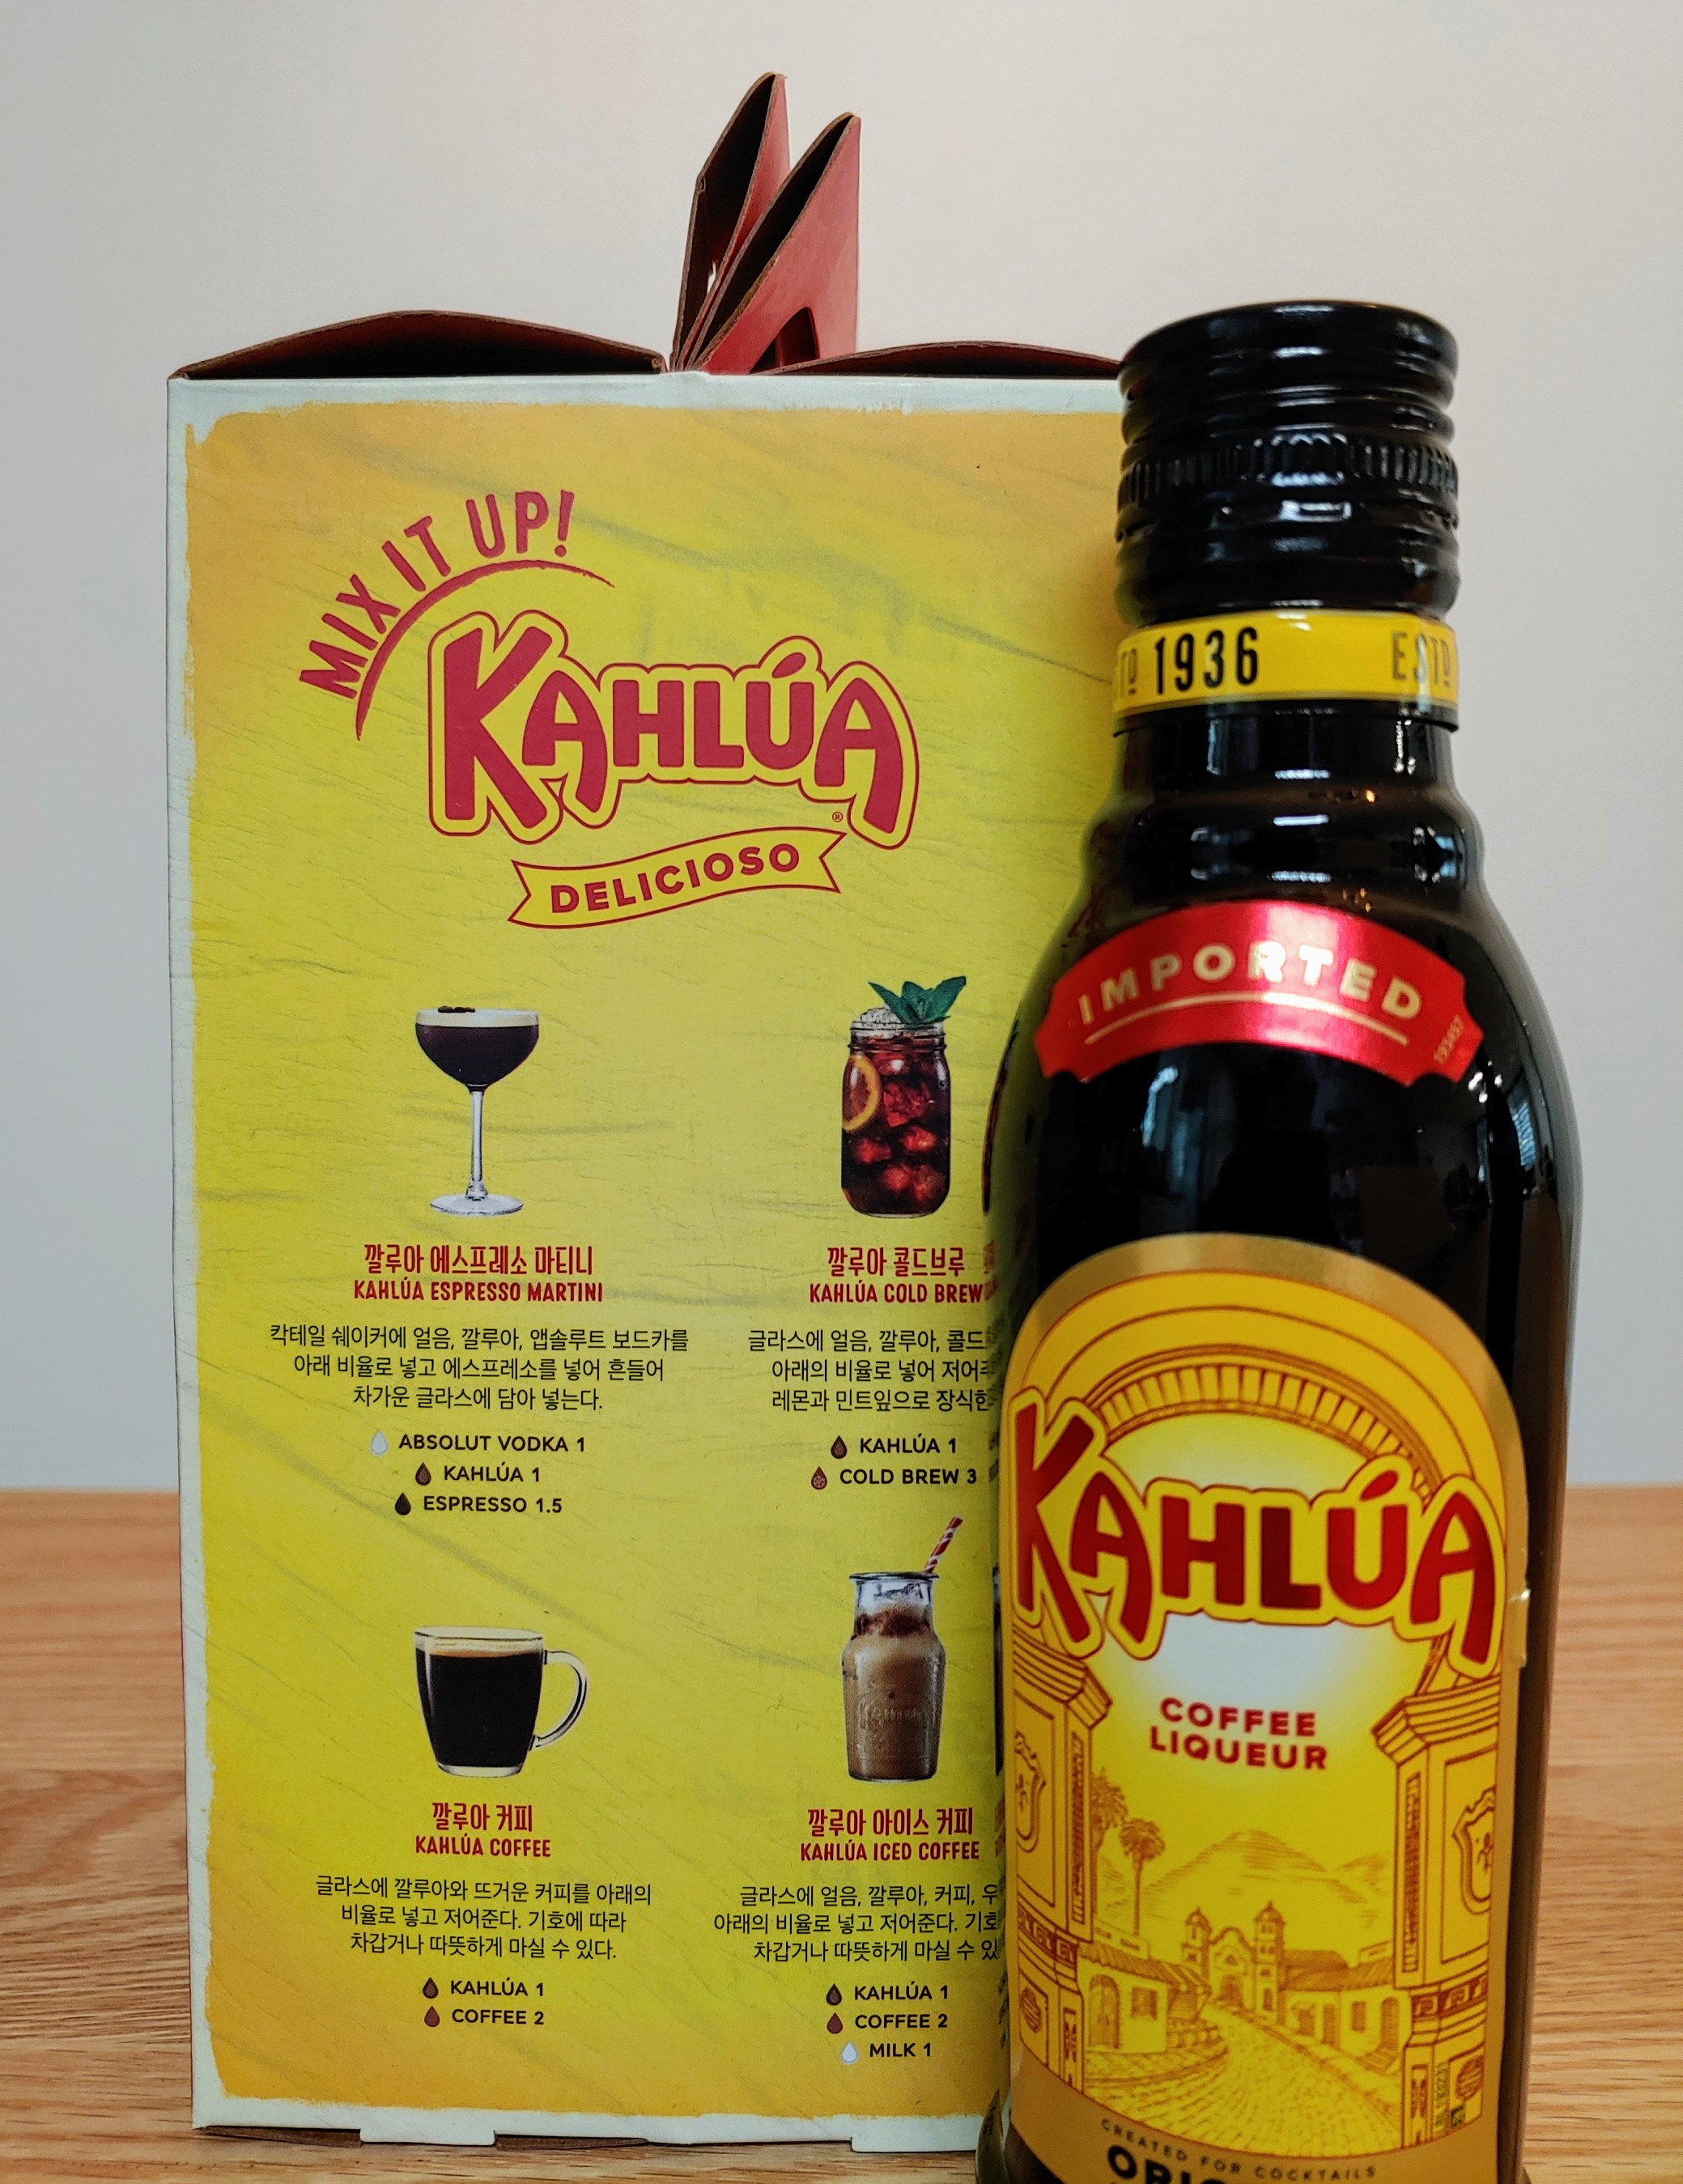 MIX IT UP!
KAHLÚA®
DELICIOSO
깔루아 에스프레소 마티니
KAHLÚA ESPRESSO MARTINI
칵테일 쉐이커에 얼음, 깔루아, 앱솔루트 보드카를
아래 비율로 넣고 에스프레소를 넣어 흔들어
차가운 글라스에 담아 넣는다.
ABSOLUT VODKA 1
KAHLÚA 1
ESPRESSO 1.5
깔루아 콜드브루
KAHLÚA COLD BREW
글라스에 얼음, 깔루아, 콜드
아래의 비율로 넣어
레몬과 민트잎으로
KAHLÚA 1
COLD BREW 3
깔루아 커피
KAHLÚA COFFEE
글라스에 깔루아와 뜨거운 커피를 아래의
비율로 넣고 저어준다. 기호에 따라
차갑거나 따뜻하게 마실 수 있다.
KAHLÚA 1
COFFEE 2
깔루아 아이스 커피
KAHLÚA ICED COFFEE
글라스에 얼음, 깔루아, 커피,
아래의 비율로 넣고 저어준다.
차갑거나 따뜻하게 마실 수
KAHLÚA 1
COFFEE 2
MILK 1
1936 ESTD
IMPORTED
KAHLÚA
COFFEE
LIQUEUR
CREATED FOR COCKTAILS